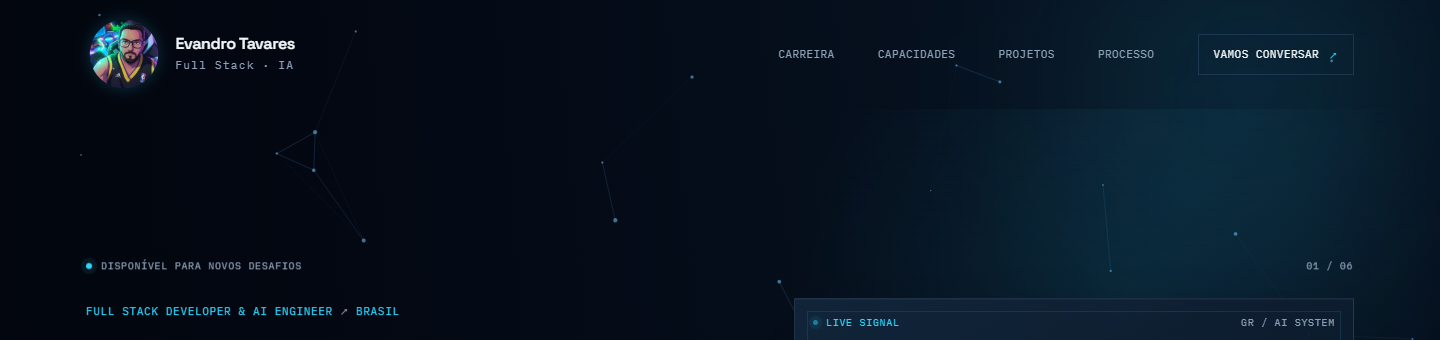 Evandro Tavares
Full Stack · IA
CARREIRA CAPACIDADES PROJETOS PROCESSO VAMOS CONVERSAR ↗
DISPONÍVEL PARA NOVOS DESAFIOS
01 / 06
FULL STACK DEVELOPER & AI ENGINEER ↗ BRASIL
LIVE SIGNAL
GR / AI SYSTEM